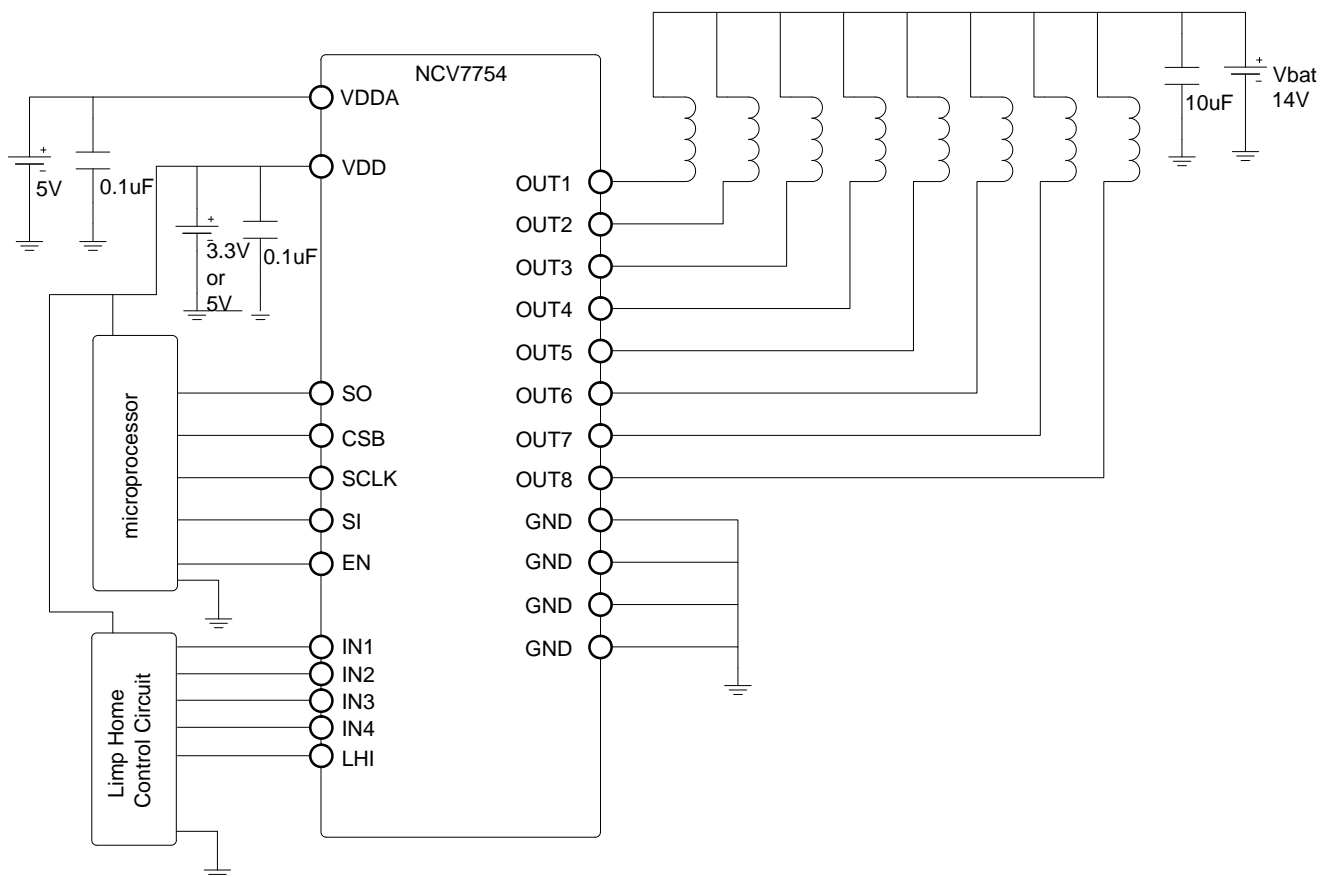 NCV7754
VDDA
VDD
5V
0.1uF
3.3V
or
5V
0.1uF
OUT1
OUT2
OUT3
OUT4
OUT5
OUT6
OUT7
OUT8
GND
GND
GND
GND
10uF
Vbat
14V
microprocessor
SO
CSB
SCLK
SI
EN
Limp Home
Control Circuit
IN1
IN2
IN3
IN4
LHI